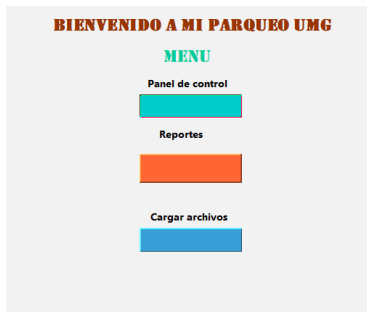 BIENVENIDO A MI PARQUEO UMG
MENU
Panel de control
Reportes
Cargar archivos